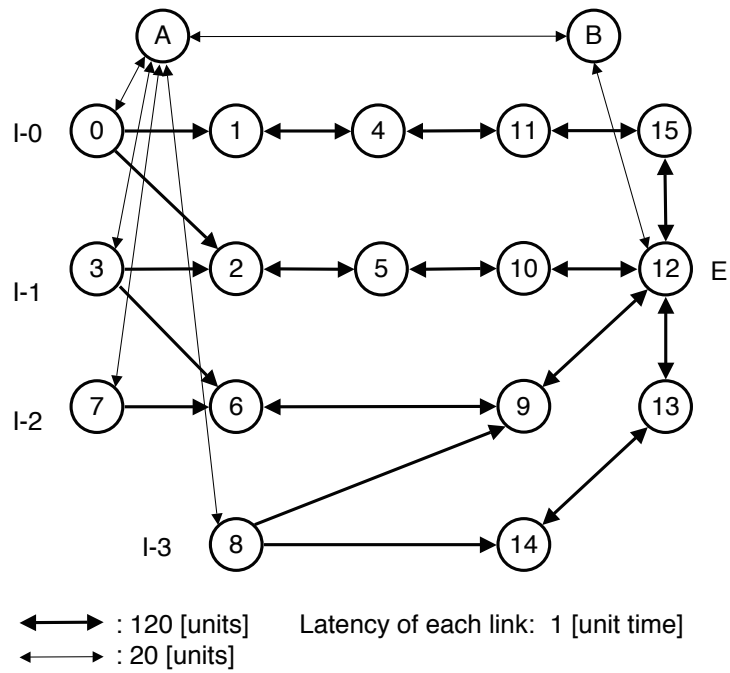 A B
I-0 0 1 4 11 15
I-1 3 2 5 10 12 E
I-2 7 6 9 13
I-3 8 14
: 120 [units] Latency of each link: 1 [unit time]
: 20 [units]